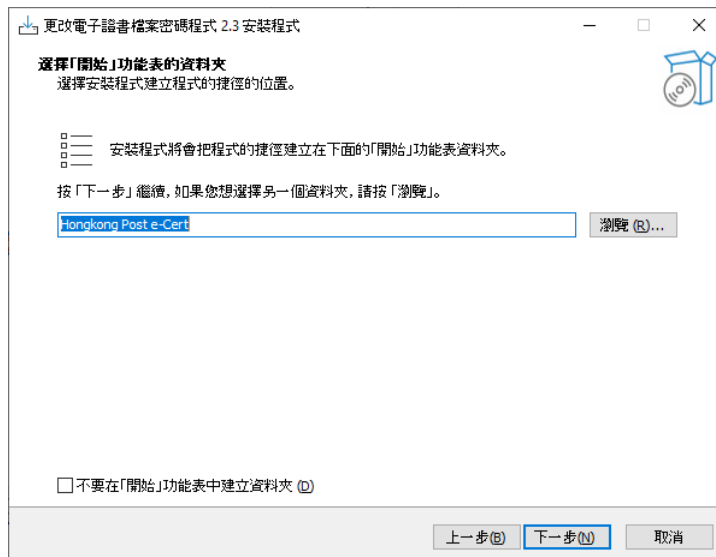 更改電子證書檔案密碼程式 2.3 安裝程式
選擇「開始」功能表的資料夾
選擇安裝程式建立程式的捷徑的位置。
安裝程式將會把程式的捷徑建立在下面的「開始」功能表資料夾。
按「下一步」繼續, 如果您想選擇另一個資料夾, 請按「瀏覽」。
Hongkong Post e-Cert 瀏覽 (R)...
不要在「開始」功能表中建立資料夾 (D)
上一步(B) 下一步(N) 取消